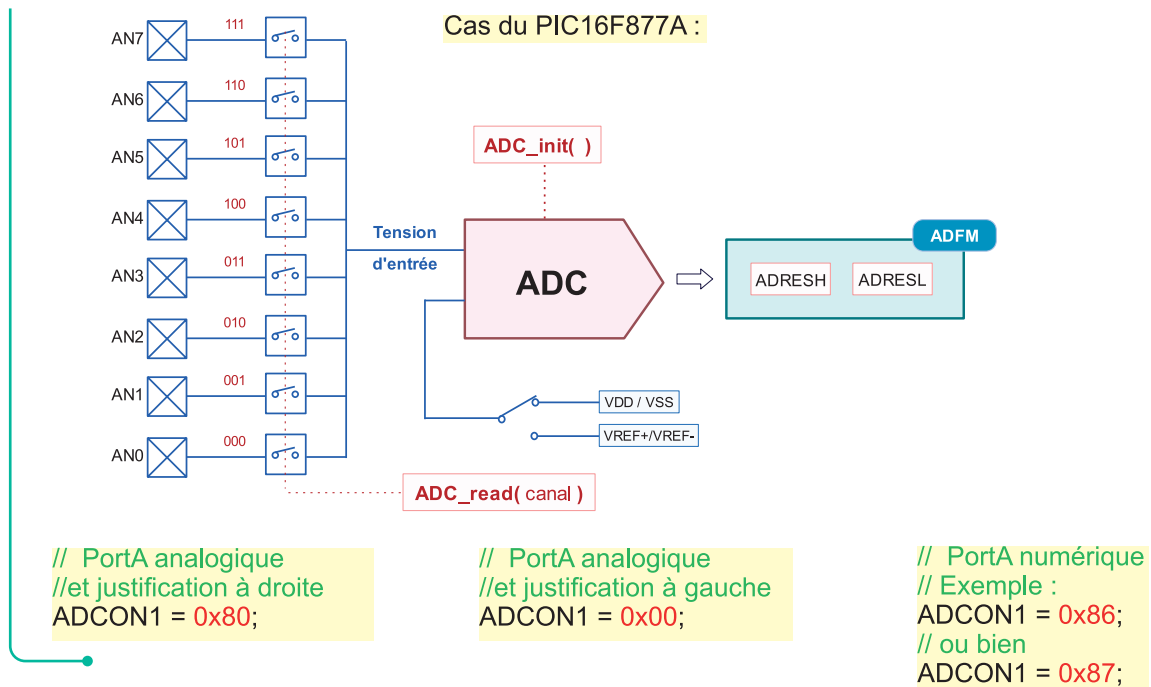 Cas du PIC16F877A :
AN7
111
AN6
110
AN5
101
AN4
100
AN3
011
AN2
010
AN1
001
AN0
000
ADC_init( )
Tension
d'entrée
ADC
ADFM
ADRESH
ADRESL
VDD / VSS
VREF+/VREF-
ADC_read( canal )
// PortA analogique
//et justification à droite
ADCON1 = 0x80;
// PortA analogique
//et justification à gauche
ADCON1 = 0x00;
// PortA numérique
// Exemple :
ADCON1 = 0x86;
// ou bien
ADCON1 = 0x87;